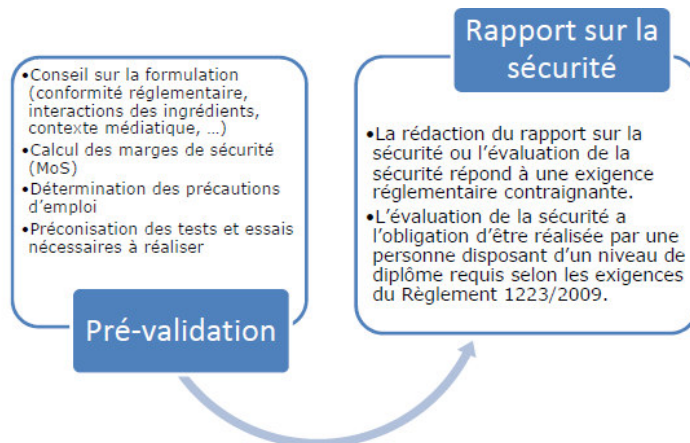 •Conseil sur la formulation
(conformité réglementaire,
interactions des ingrédients,
contexte médiatique, ...)
•Calcul des marges de sécurité
(MoS)
•Détermination des précautions
d'emploi
•Préconisation des tests et essais
nécessaires à réaliser
Pré-validation
Rapport sur la
sécurité
•La rédaction du rapport sur la
sécurité ou l'évaluation de la
sécurité répond à une exigence
réglementaire contraignante.
•L'évaluation de la sécurité a
l'obligation d'être réalisée par une
personne disposant d'un niveau de
diplôme requis selon les exigences
du Règlement 1223/2009.